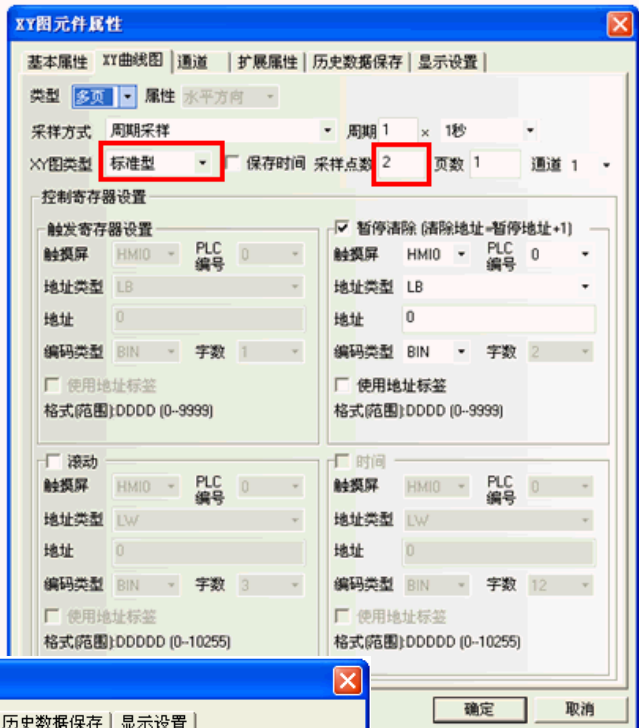 XY图元件属性
基本属性 XY曲线图 通道 扩展属性 历史数据保存 显示设置
类型 多页 属性 水平方向
采样方式 周期采样 周期 1 × 1秒
XY图类型 标准型 保存时间 采样点数 2 页数 1 通道 1
控制寄存器设置
触发寄存器设置
触摸屏 HMI0 PLC编号 0
地址类型 LB
地址 0
编码类型 BIN 字数 1
使用地址标签
格式(范围):DDDD (0--9999)
暂停清除 (清除地址=暂停地址+1)
触摸屏 HMI0 PLC编号 0
地址类型 LB
地址 0
编码类型 BIN 字数 2
使用地址标签
格式(范围):DDDD (0--9999)
滚动
触摸屏 HMI0 PLC编号 0
地址类型 LW
地址 0
编码类型 BIN 字数 3
使用地址标签
格式(范围):DDDDD (0--10255)
时间
触摸屏 HMI0 PLC编号 0
地址类型 LW
地址 0
编码类型 BIN 字数 12
使用地址标签
格式(范围):DDDDD (0--10255)
确定 取消
历史数据保存 显示设置